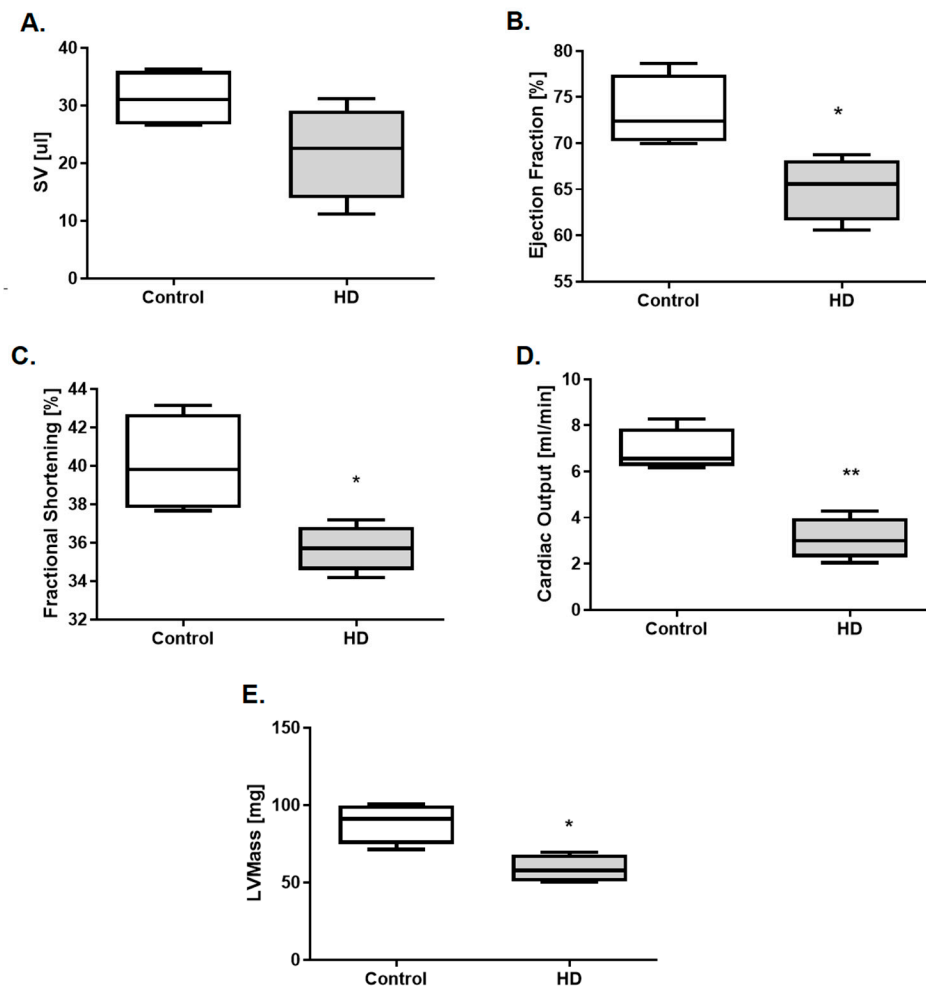 A.
SV [ul]
40
30
20
10
0
Control HD
-
B.
Ejection Fraction [%]
80
75
70
65
60
55
*
Control HD
C.
Fractional Shortening [%]
44
42
40
38
36
34
32
*
Control HD
D.
Cardiac Output [ml/min]
10
8
6
4
2
0
**
Control HD
E.
LVMass [mg]
150
100
50
0
*
Control HD